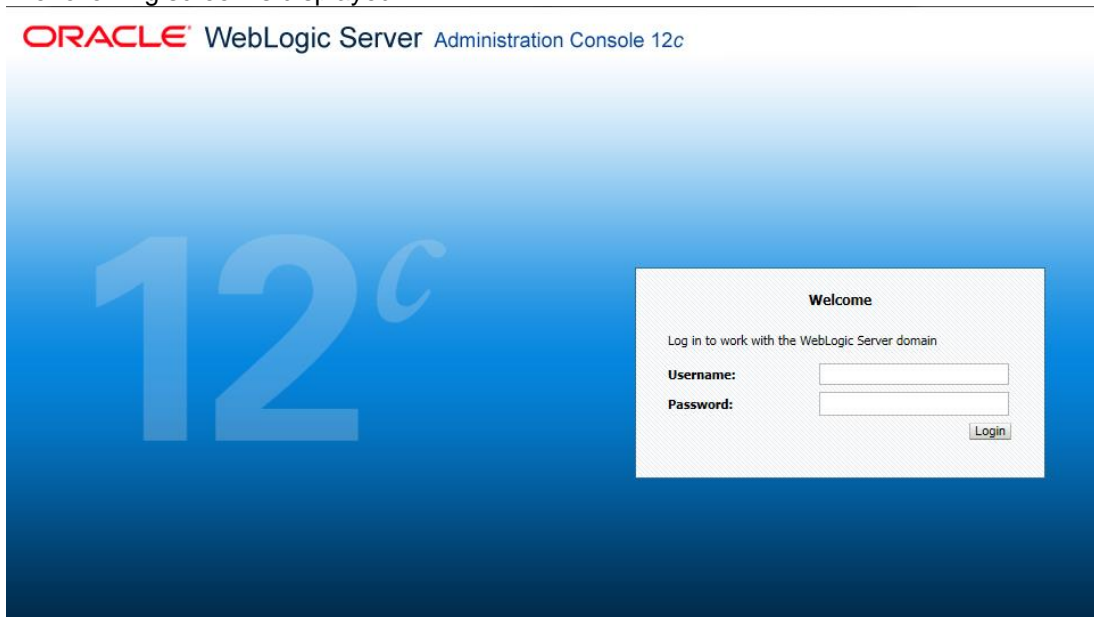 ORACLE WebLogic Server Administration Console 12c
12c
Welcome
Log in to work with the WebLogic Server domain
Username:
Password:
Login